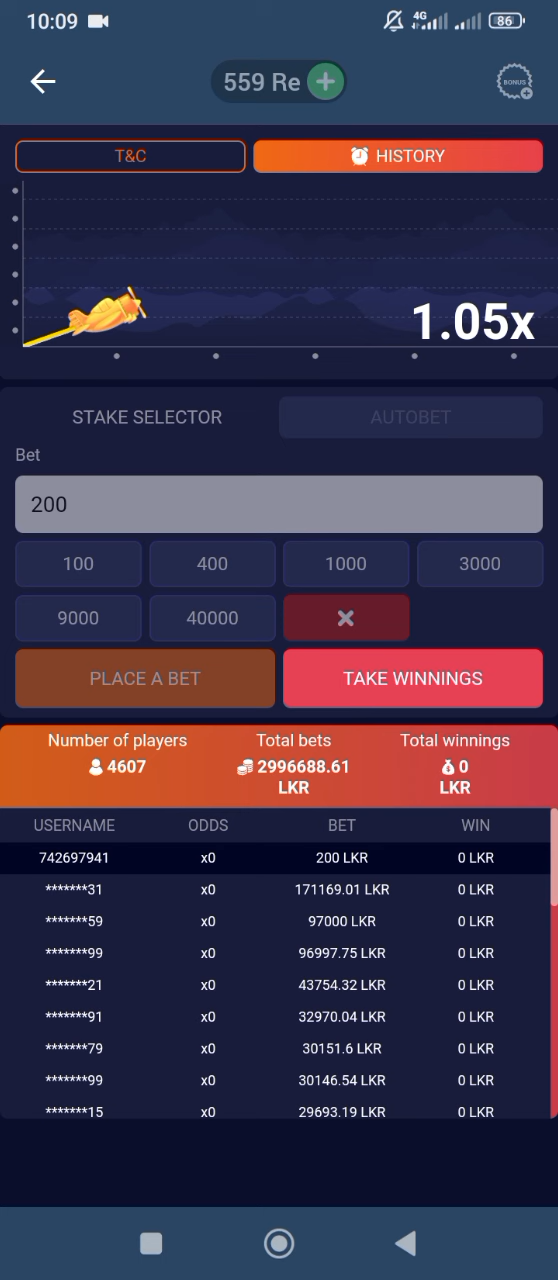 10:09 4G 86
559 Re + BONUS
T&C HISTORY
1.05x
STAKE SELECTOR AUTOBET
Bet
200
100 400 1000 3000
9000 40000
PLACE A BET TAKE WINNINGS
Number of players Total bets Total winnings
4607 2996688.61 0
LKR LKR
USERNAME ODDS BET WIN
742697941 x0 200 LKR 0 LKR
*******31 x0 171169.01 LKR 0 LKR
*******59 x0 97000 LKR 0 LKR
*******99 x0 96997.75 LKR 0 LKR
*******21 x0 43754.32 LKR 0 LKR
*******91 x0 32970.04 LKR 0 LKR
*******79 x0 30151.6 LKR 0 LKR
*******99 x0 30146.54 LKR 0 LKR
*******15 x0 29693.19 LKR 0 LKR